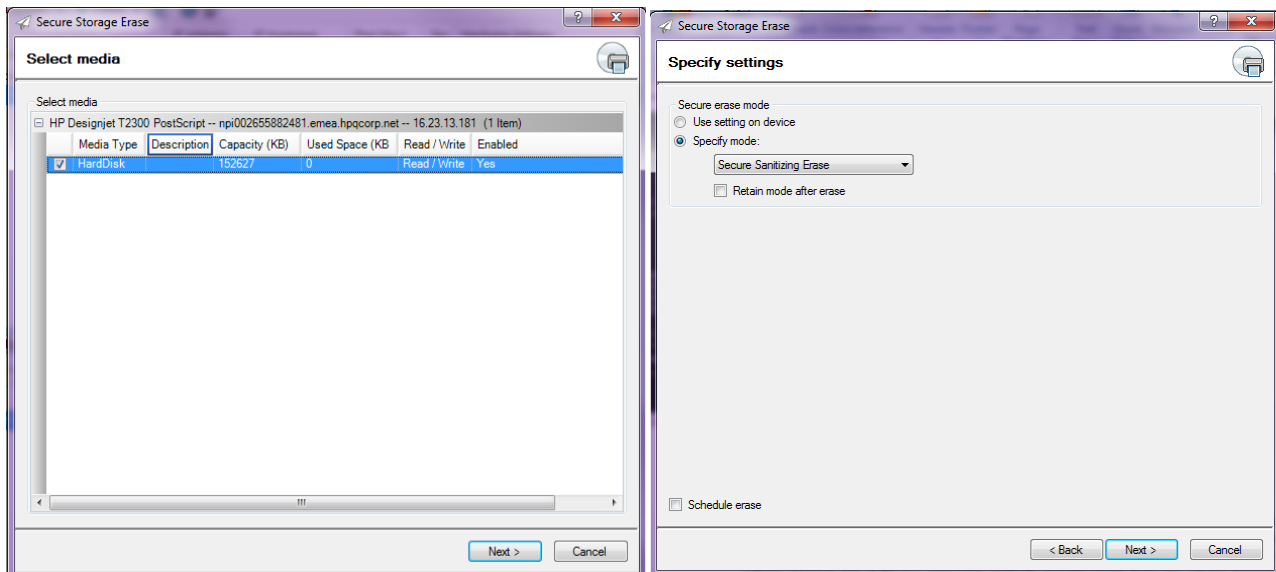 Secure Storage Erase
Select media
Select media
HP Designjet T2300 PostScript -- npi002655882481.emea.hpqcorp.net -- 16.23.13.181 (1 Item)
Media Type Description Capacity (KB) Used Space (KB Read / Write Enabled
HardDisk 152627 0 Read / Write Yes
Next > Cancel
Secure Storage Erase
Specify settings
Secure erase mode
Use setting on device
Specify mode:
Secure Sanitizing Erase
Retain mode after erase
Schedule erase
< Back Next > Cancel